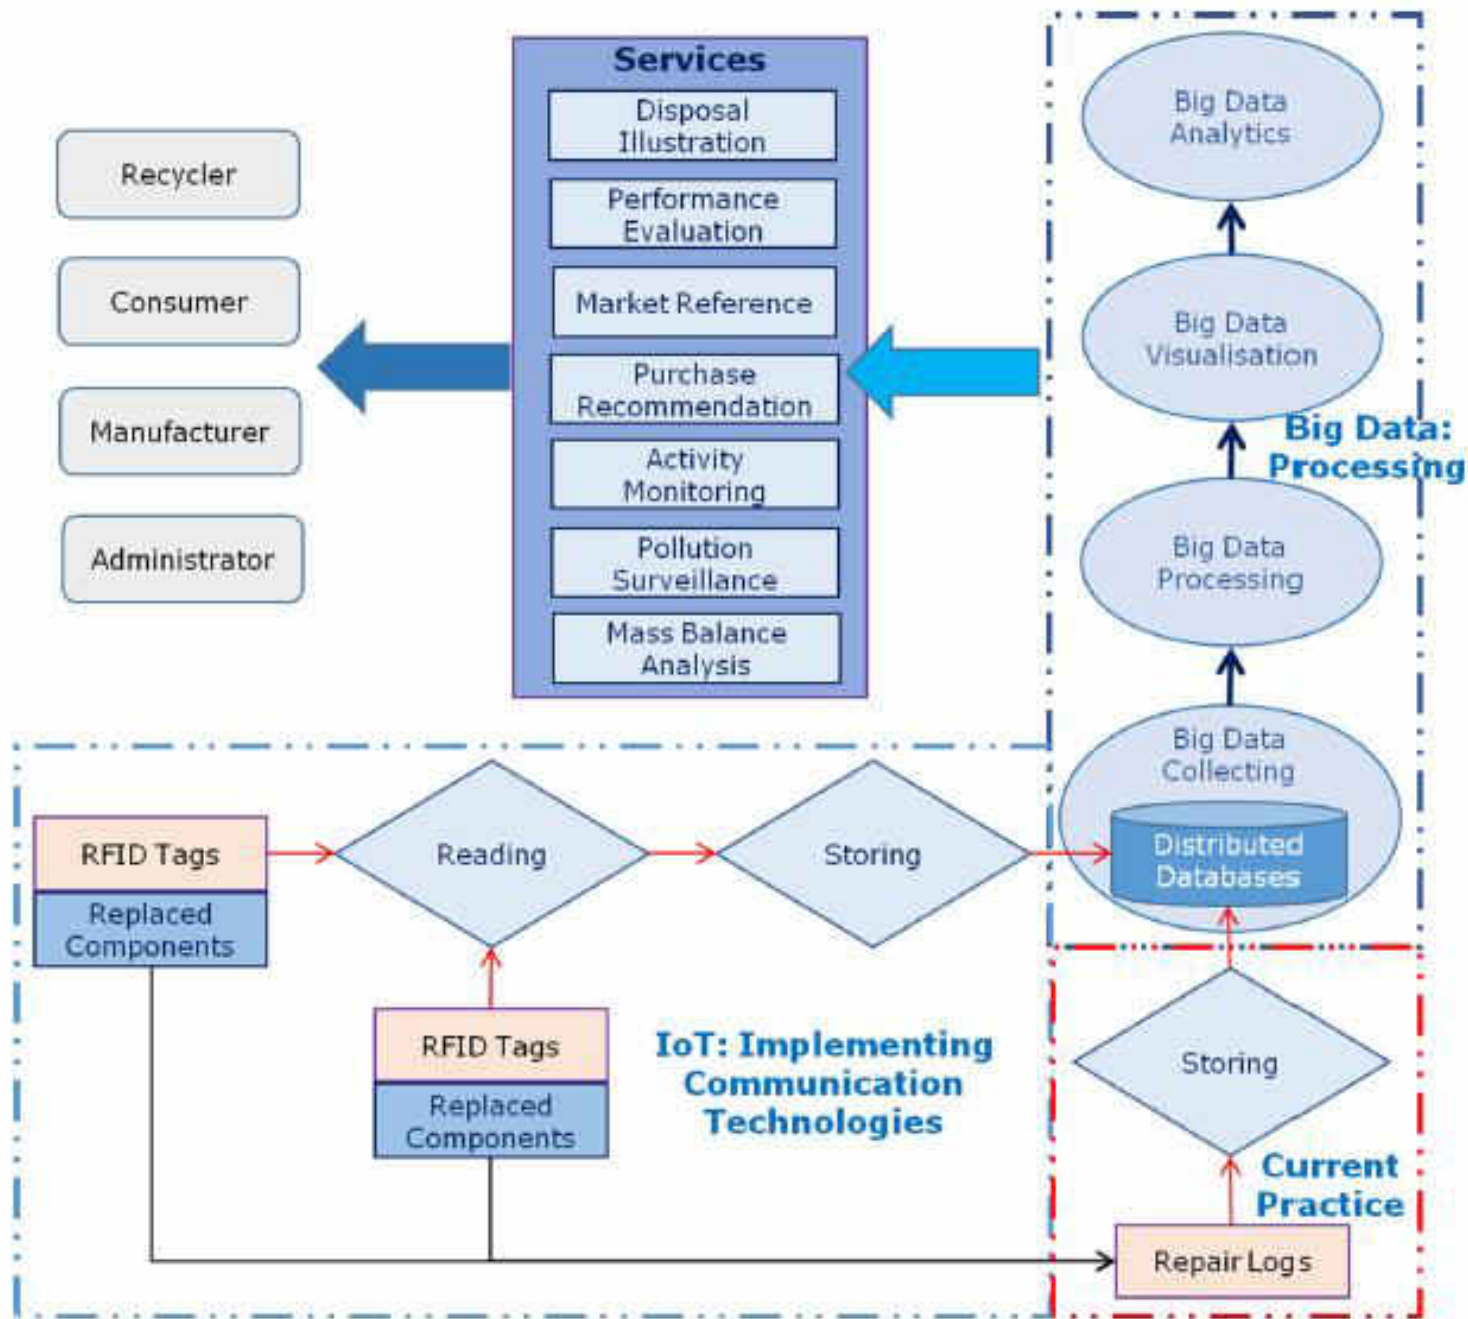 Services
Disposal
Illustration
Performance
Evaluation
Market Reference
Purchase
Recommendation
Activity
Monitoring
Pollution
Surveillance
Mass Balance
Analysis
Recycler
Consumer
Manufacturer
Administrator
Big Data
Analytics
Big Data
Visualisation
Big Data:
Processing
Big Data
Processing
Big Data
Collecting
Distributed
Databases
RFID Tags
Replaced
Components
Reading
Storing
RFID Tags
Replaced
Components
IoT: Implementing
Communication
Technologies
Storing
Current
Practice
Repair Logs